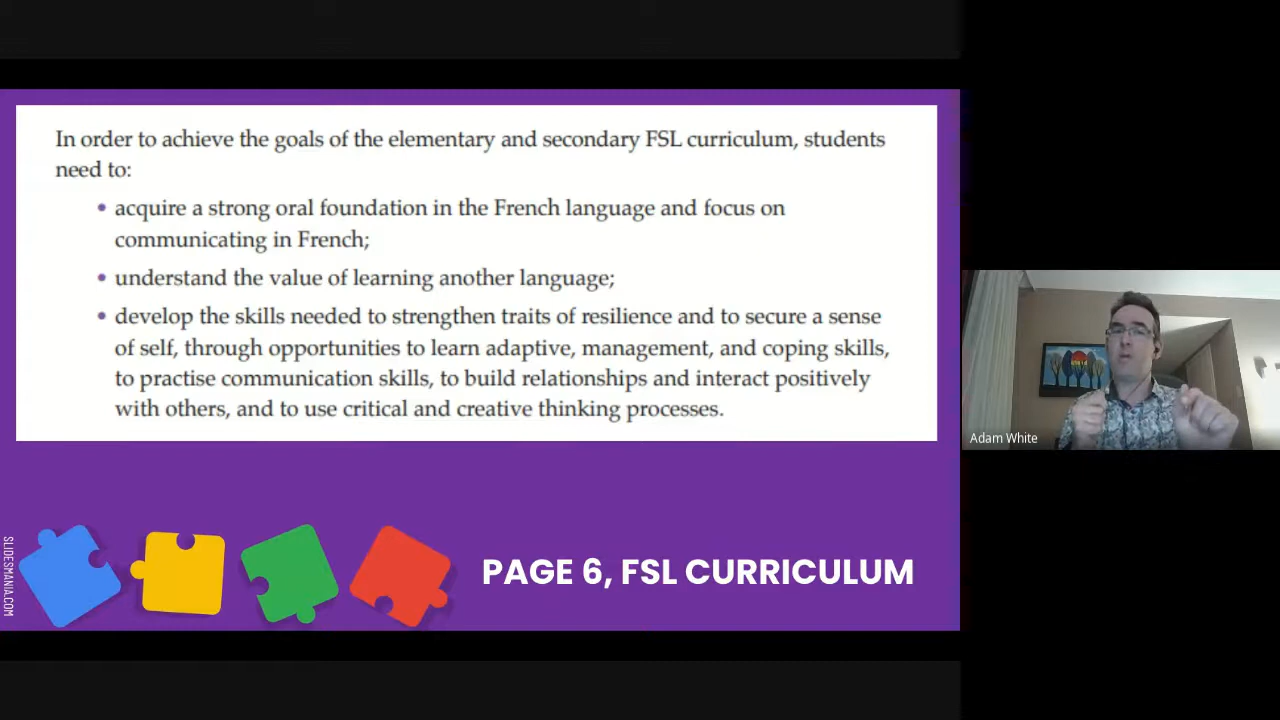 In order to achieve the goals of the elementary and secondary FSL curriculum, students
need to:
• acquire a strong oral foundation in the French language and focus on
communicating in French;
• understand the value of learning another language;
• develop the skills needed to strengthen traits of resilience and to secure a sense
of self, through opportunities to learn adaptive, management, and coping skills,
to practise communication skills, to build relationships and interact positively
with others, and to use critical and creative thinking processes.
Adam White
SLIDESMANIA.COM
PAGE 6, FSL CURRICULUM